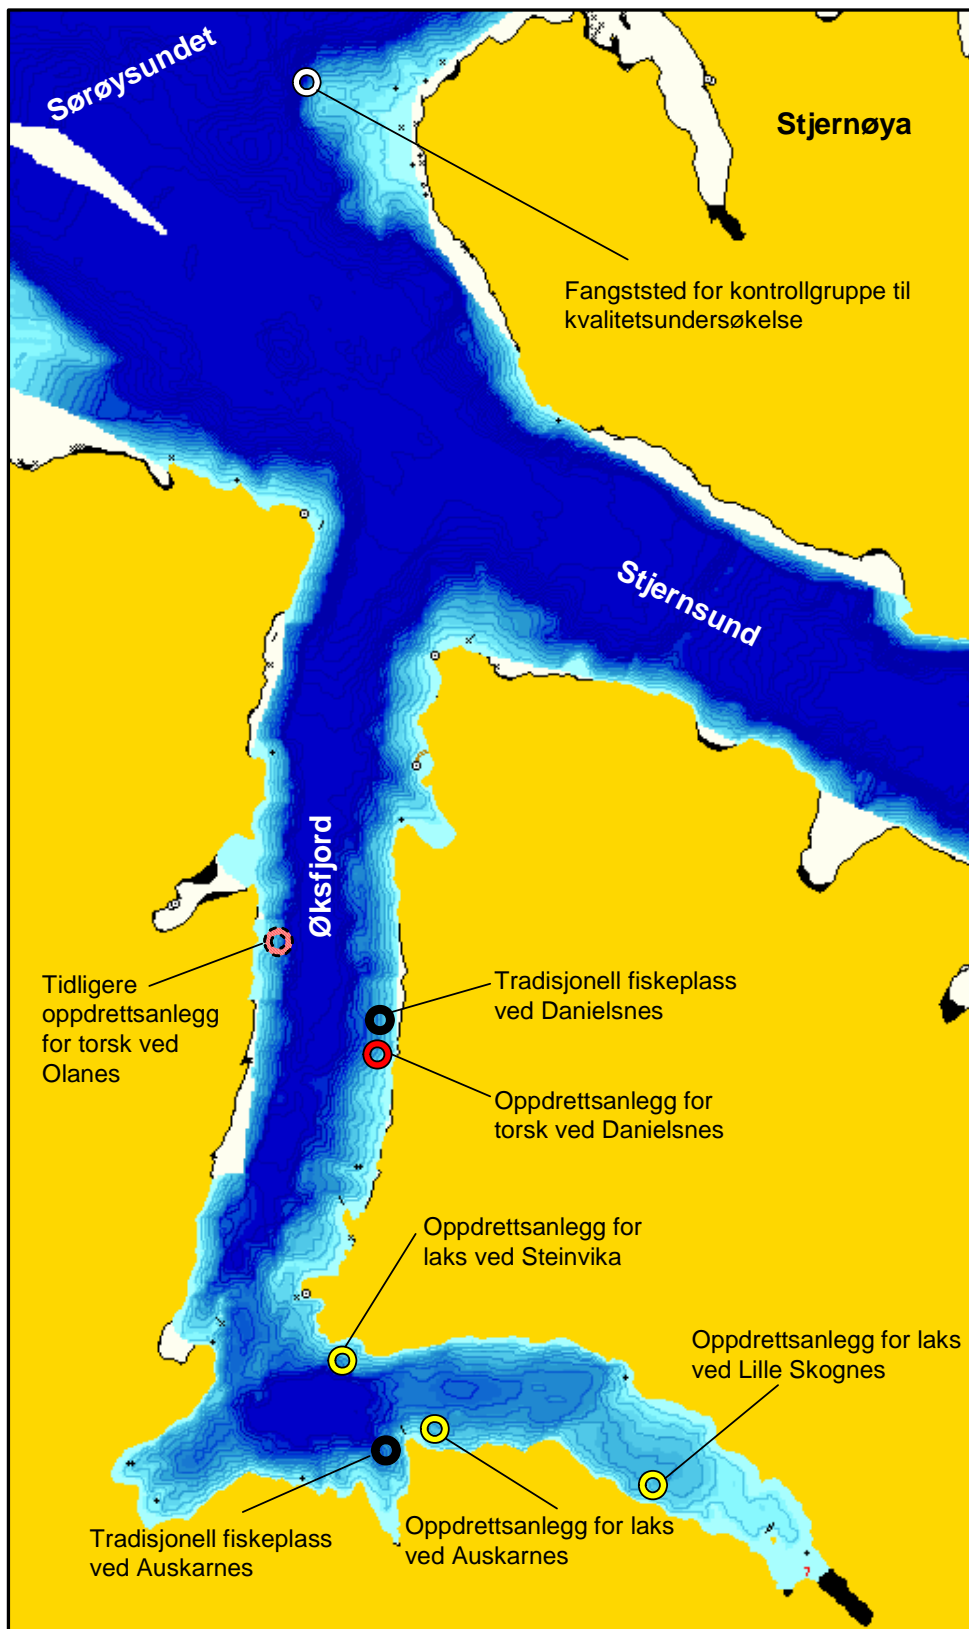 Sørøysundet
Stjernøya
Fangststed for kontrollgruppe til
kvalitetsundersøkelse
Stjernsund
Øksfjord
Tidligere
oppdrettsanlegg
for torsk ved
Olanes
Tradisjonell fiskeplass
ved Danielsnes
Oppdrettsanlegg for
torsk ved Danielsnes
Oppdrettsanlegg for
laks ved Steinvika
Oppdrettsanlegg for laks
ved Lille Skognes
Tradisjonell fiskeplass
ved Auskarnes
Oppdrettsanlegg for laks
ved Auskarnes